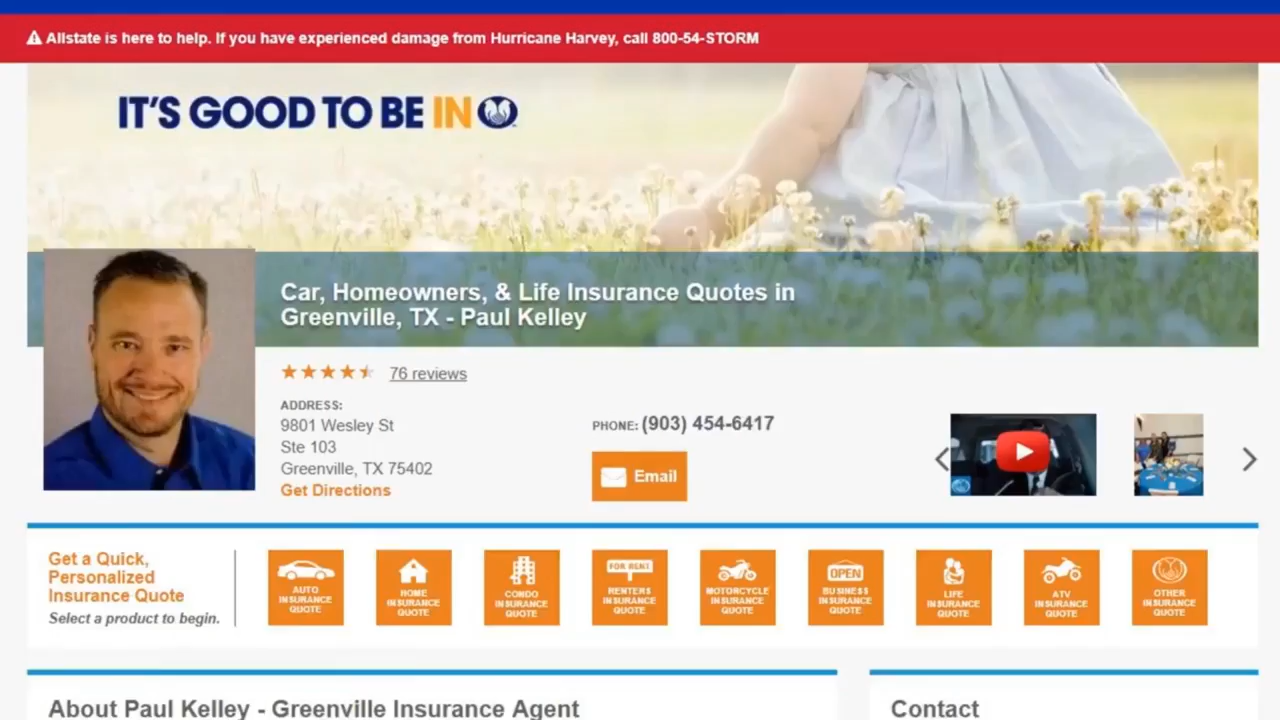 Allstate is here to help. If you have experienced damage from Hurricane Harvey, call 800-54-STORM
IT'S GOOD TO BE IN
Car, Homeowners, & Life Insurance Quotes in
Greenville, TX - Paul Kelley
76 reviews
ADDRESS:
9801 Wesley St
Ste 103
Greenville, TX 75402
Get Directions
PHONE: (903) 454-6417
Email
Get a Quick,
Personalized
Insurance Quote
Select a product to begin.
AUTO
INSURANCE
QUOTE
HOME
INSURANCE
QUOTE
CONDO
INSURANCE
QUOTE
FOR RENT
RENTERS
INSURANCE
QUOTE
MOTORCYCLE
INSURANCE
QUOTE
OPEN
BUSINESS
INSURANCE
QUOTE
LIFE
INSURANCE
QUOTE
ATV
INSURANCE
QUOTE
OTHER
INSURANCE
QUOTE
About Paul Kelley - Greenville Insurance Agent
Contact